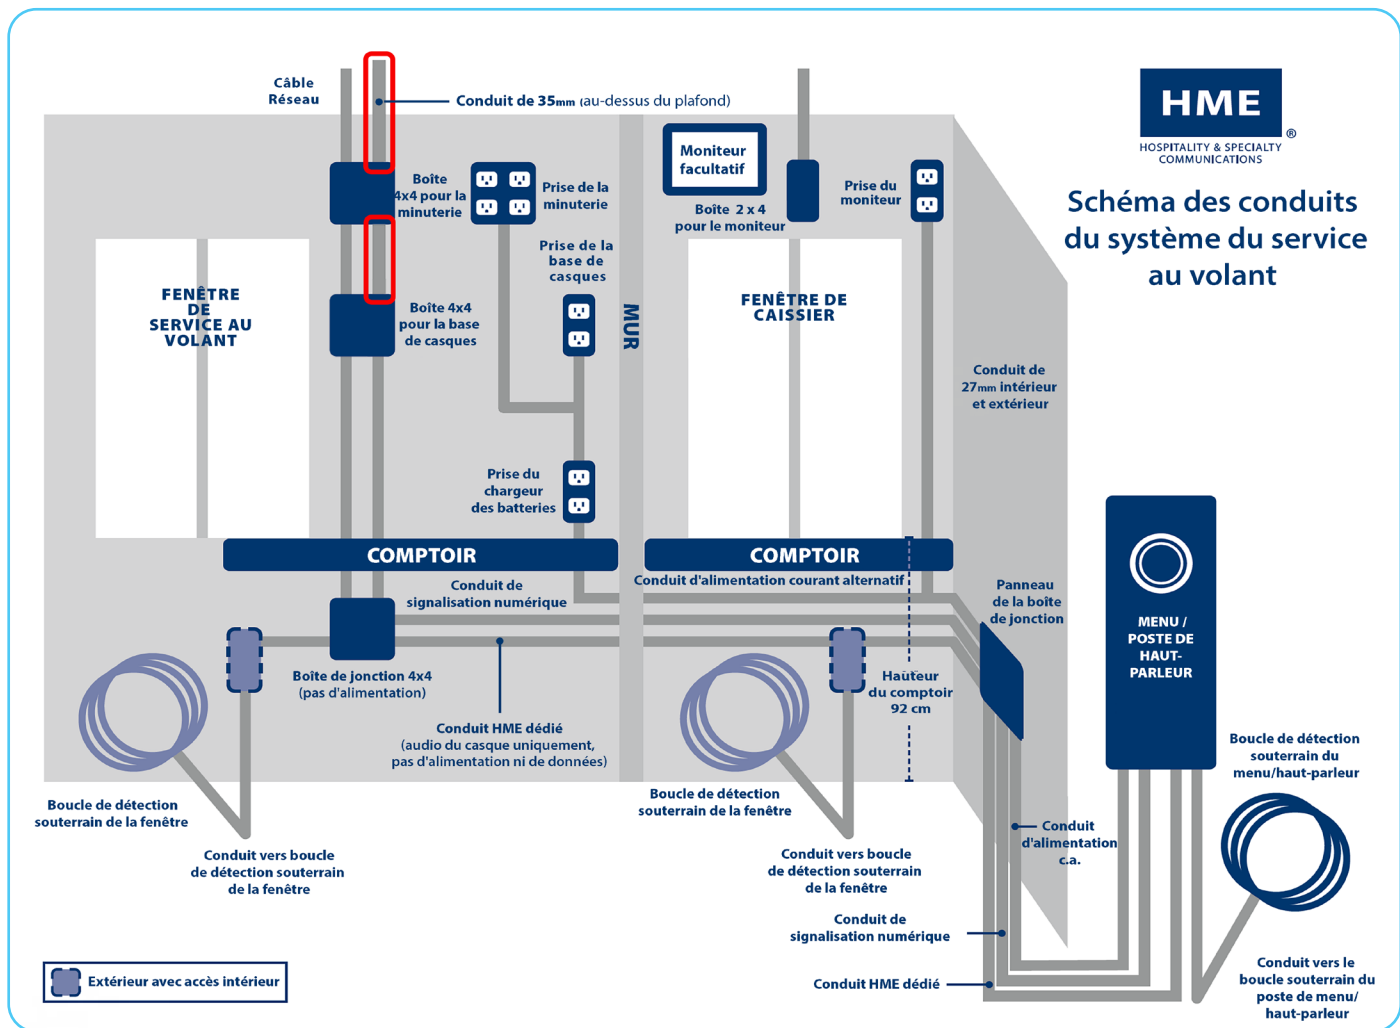 HME
®
HOSPITALITY & SPECIALTY
COMMUNICATIONS
Schéma des conduits
du système du service
au volant
Câble
Réseau
Conduit de 35mm (au-dessus du plafond)
Boîte
4x4 pour la
minuterie
Prise de la
minuterie
Moniteur
facultatif
Boîte 2 x 4
pour le moniteur
Prise du
moniteur
Prise de la
base de
casques
FENÊTRE
DE
SERVICE AU
VOLANT
Boîte 4x4
pour la base
de casques
MUR
FENÊTRE DE
CAISSIER
Conduit de
27mm intérieur
et extérieur
Prise du
chargeur
des batteries
COMPTOIR
COMPTOIR
Conduit de
signalisation numérique
Conduit d'alimentation courant alternatif
Panneau
de la boîte
de jonction
MENU /
POSTE DE
HAUT-
PARLEUR
Boîte de jonction 4x4
(pas d'alimentation)
Hauteur
du comptoir
92 cm
Conduit HME dédié
(audio du casque uniquement,
pas d'alimentation ni de données)
Boucle de détection
souterrain du
menu/haut-parleur
Boucle de détection
souterrain de la fenêtre
Boucle de détection
souterrain de la fenêtre
Conduit
d'alimentation
c.a.
Conduit vers boucle
de détection souterrain
de la fenêtre
Conduit vers boucle
de détection souterrain
de la fenêtre
Conduit de
signalisation numérique
Conduit HME dédié
Conduit vers le
boucle souterrain du
poste de menu/
haut-parleur
Extérieur avec accès intérieur